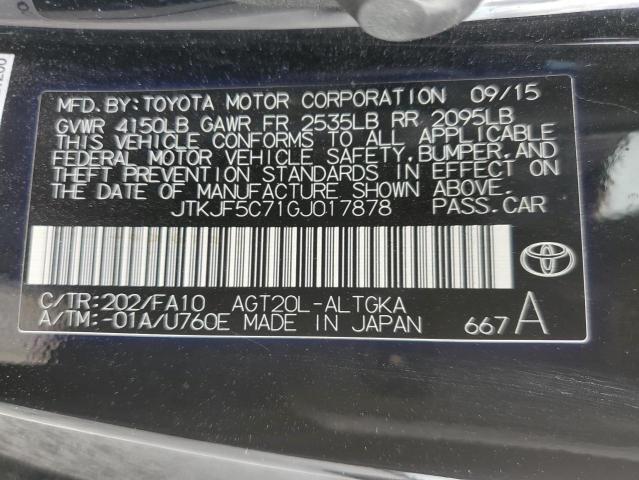 MFD.BY:TOYOTA MOTOR CORPORATION 09/15
GVWR 4150LB GAWR FR 2535LB RR 2095LB
THIS VEHICLE CONFORMS TO ALL APPLICABLE
FEDERAL MOTOR VEHICLE SAFETY,BUMPER,AND
THEFT PREVENTION STANDARDS IN EFFECT ON
THE DATE OF MANUFACTURE SHOWN ABOVE.
JTKJF5C71GJ017878 PASS.CAR
C/TR:202/FA10 AGT20L-ALTGKA
A/TM:-01A/U760E MADE IN JAPAN 667A